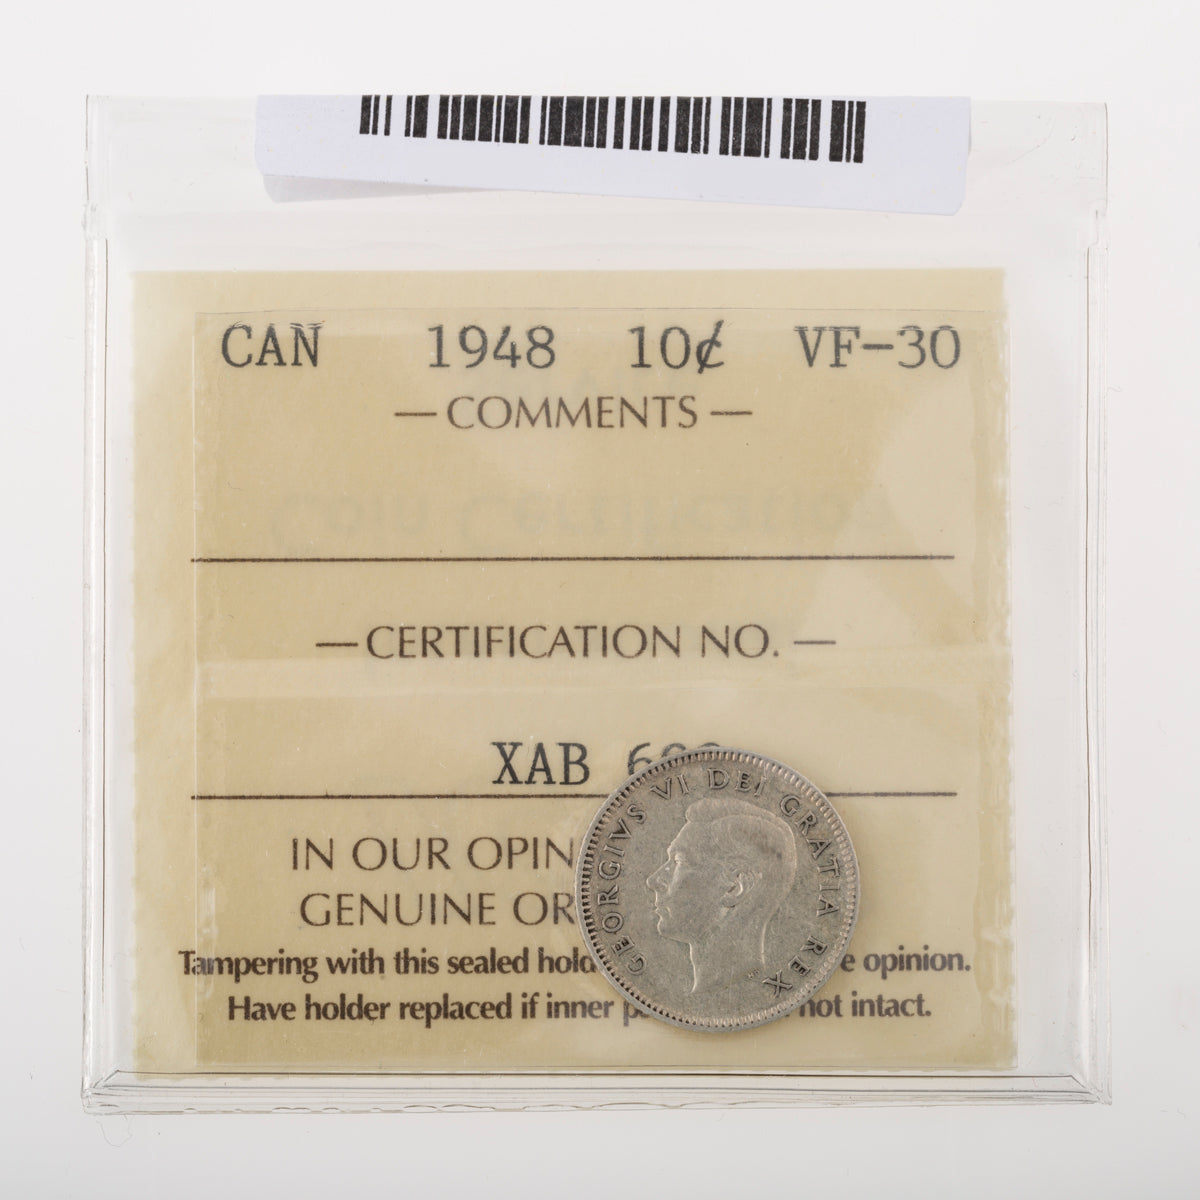 CAN 1948 10¢ VF-30
— COMMENTS —
— CERTIFICATION NO. —
XAB
IN OUR OPIN
GENUINE OR
Tampering with this sealed hold e opinion.
Have holder replaced if inner not intact.
GEORGIVS VI DEI GRATIA REX